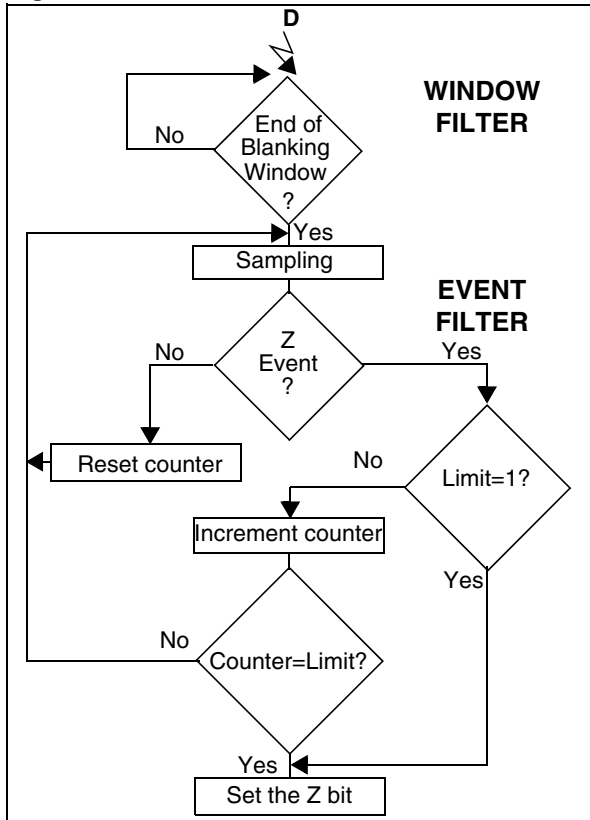 D
WINDOW
FILTER
No
End of
Blanking
Window
?
Yes
Sampling
EVENT
FILTER
No
Z
Event
?
Yes
Reset counter
No
Limit=1?
Increment counter
Yes
No
Counter=Limit?
Yes
Set the Z bit